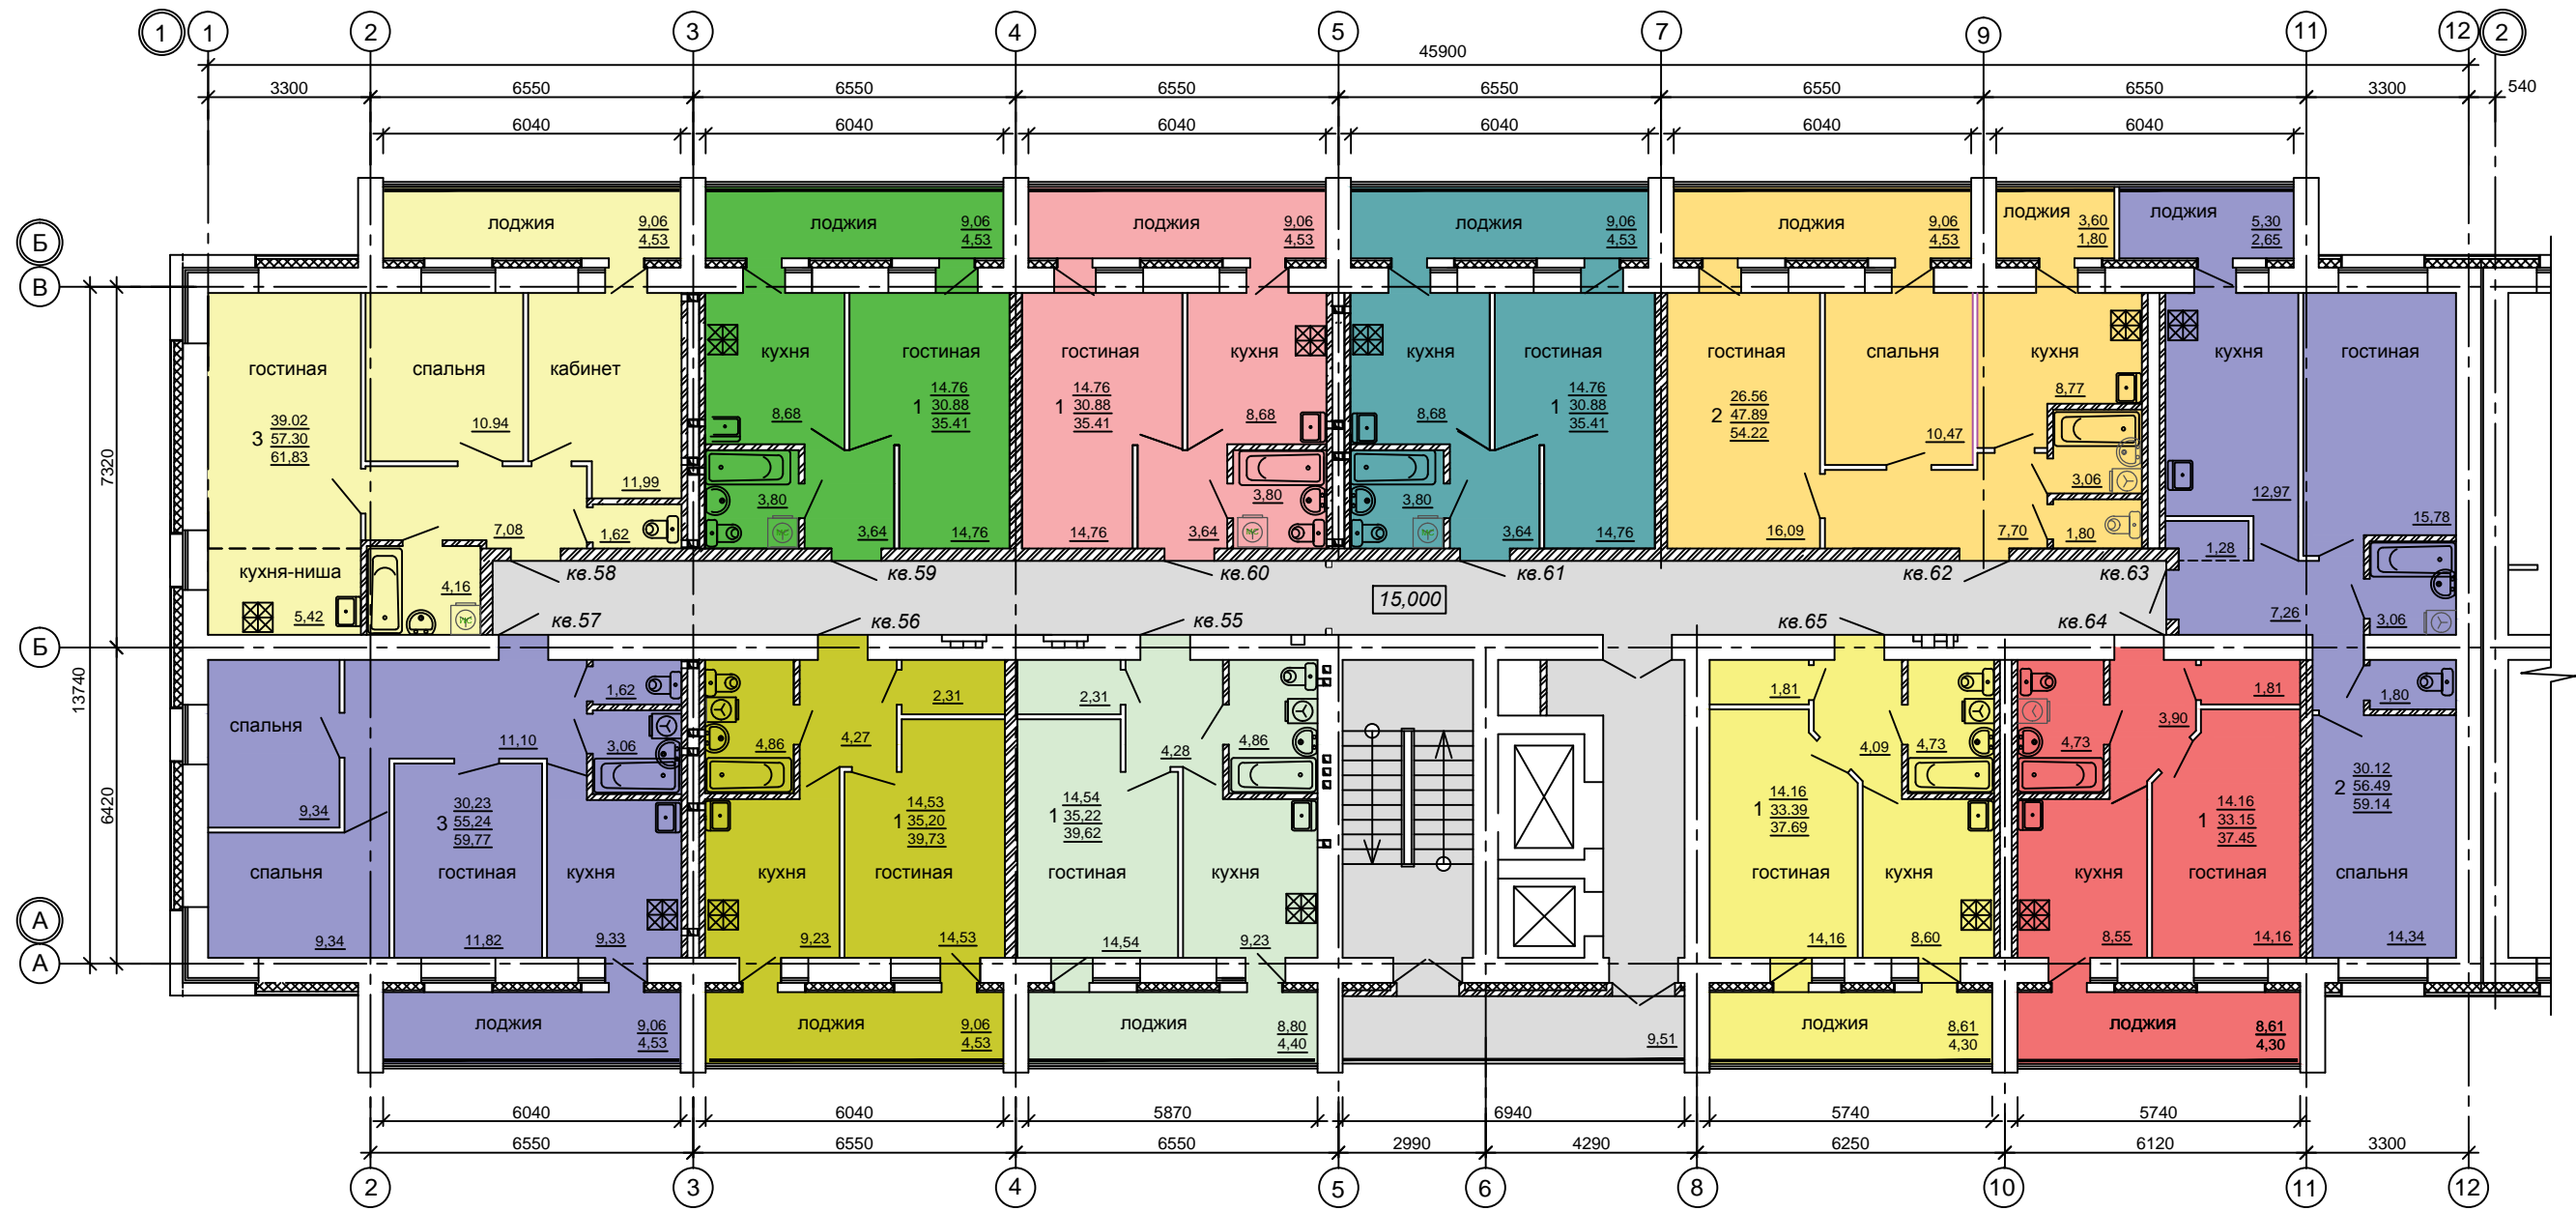 1 1 2 3 4 5 7 9 11 12 2
45900
3300 6550 6550 6550 6550 6550 6550 3300 540
6040 6040 6040 6040 6040 6040
Б
В
Б
А
А
7320
13740
6420
лоджия 9,06
4,53
лоджия 9,06
4,53
лоджия 9,06
4,53
лоджия 9,06
4,53
лоджия 9,06
4,53
лоджия 3,60
1,80
лоджия 5,30
2,65
гостиная
39.02
3 57.30
61,83
спальня
10.94
кабинет
11,99
7,08
1,62
кухня-ниша
5,42
4,16
кухня
8,68
3,80
гостиная
14.76
1 30.88
35.41
3,64
14,76
гостиная
14.76
1 30.88
35.41
14,76
кухня
8,68
3,80
3,64
кухня
8,68
3,80
гостиная
14.76
1 30.88
35.41
3,64
14,76
гостиная
26.56
2 47.89
54.22
16,09
спальня
10,47
кухня
8,77
3,06
7,70
1,80
кухня
12,97
1,28
гостиная
15,78
7,26
3,06
кв.58 кв.59 кв.60 кв.61 кв.62 кв.63
15,000
кв.57 кв.56 кв.55 кв.65 кв.64
спальня
9,34
11,10
1,62
3,06
спальня
9,34
30,23
3 55,24
59,77
гостиная
11,82
кухня
9,33
4,86
4,27
2,31
кухня
9,23
14,53
1 35,20
39,73
гостиная
14,53
2,31
4,28
4,86
14,54
1 35,22
39,62
гостиная
14,54
кухня
9,23
1,81
4,09
4,73
14.16
1 33.39
37.69
гостиная
14,16
кухня
8,60
4,73
3,90
1,81
кухня
8,55
14.16
1 33.15
37.45
гостиная
14,16
1,80
30.12
2 56.49
59.14
спальня
14,34
лоджия 9,06
4,53
лоджия 9,06
4,53
лоджия 8,80
4,40
9,51
лоджия 8,61
4,30
лоджия 8,61
4,30
6040 6040 5870 6940 5740 5740
6550 6550 6550 2990 4290 6250 6120 3300
2 3 4 5 6 8 10 11 12